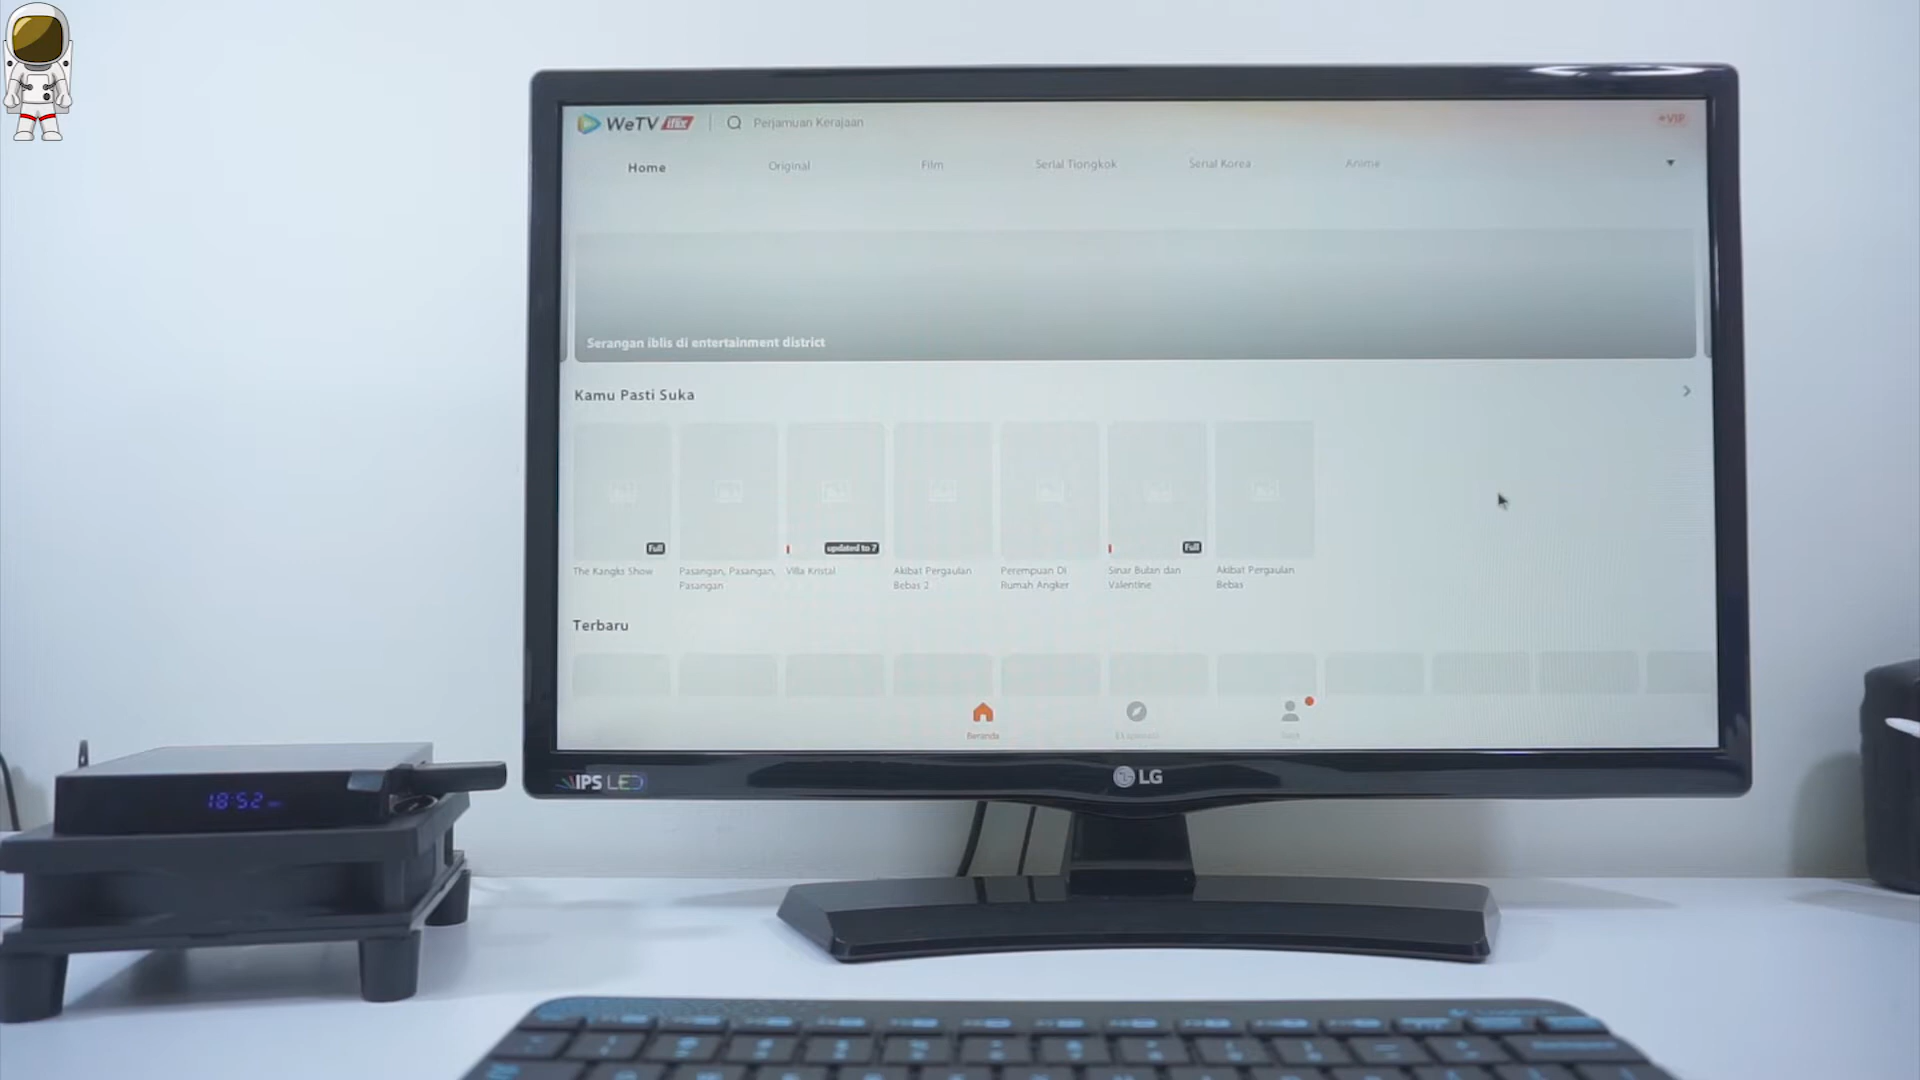 WeTV iflix
Perjamuan Kerajaan
VIP
Home
Original
Film
Serial Tiongkok
Serial Korea
Anime
Serangan iblis di entertainment district
Kamu Pasti Suka
Full
updated to 7
Full
The Kangks Show
Pasangan, Pasangan,
Pasangan
Villa Kristal
Akibat Pergaulan
Bebas 2
Perempuan Di
Rumah Angker
Sinar Bulan dan
Valentine
Akibat Pergaulan
Bebas
Terbaru
Beranda
IPS LED
LG
18:52